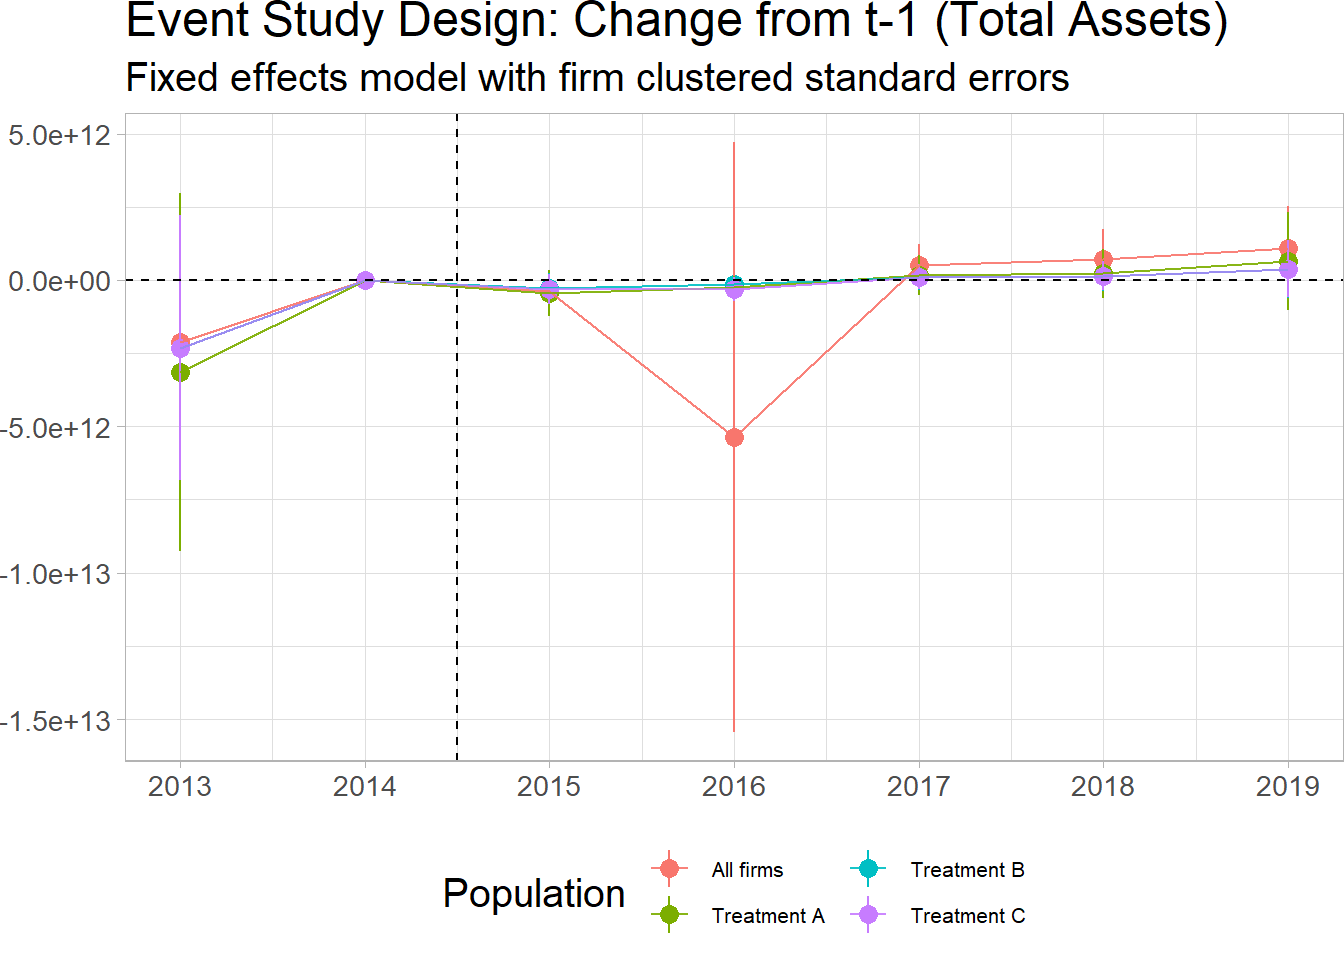 Event Study Design: Change from t-1 (Total Assets)
Fixed effects model with firm clustered standard errors
5.0e+12
0.0e+00
-5.0e+12
-1.0e+13
-1.5e+13
2013 2014 2015 2016 2017 2018 2019
Population
All firms
Treatment A
Treatment B
Treatment C